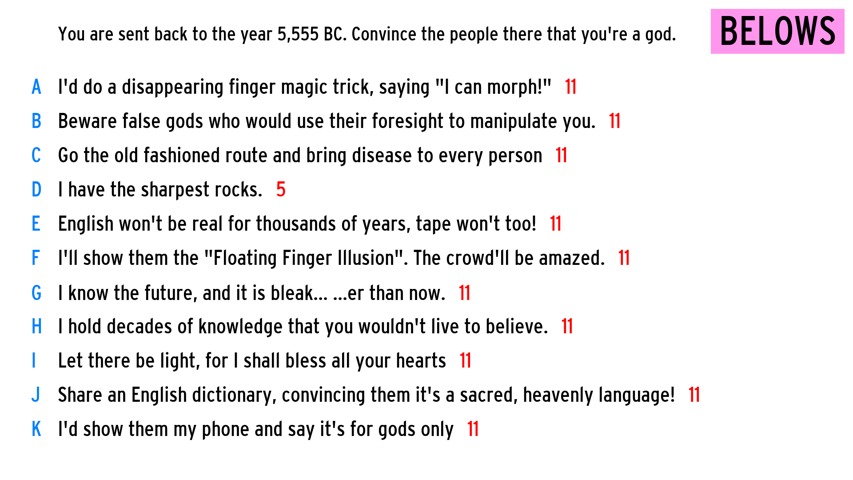 You are sent back to the year 5,555 BC. Convince the people there that you're a god.
BELOWS
A I'd do a disappearing finger magic trick, saying "I can morph!" 11
B Beware false gods who would use their foresight to manipulate you. 11
C Go the old fashioned route and bring disease to every person 11
D I have the sharpest rocks. 5
E English won't be real for thousands of years, tape won't too! 11
F I'll show them the "Floating Finger Illusion". The crowd'll be amazed. 11
G I know the future, and it is bleak... ...er than now. 11
H I hold decades of knowledge that you wouldn't live to believe. 11
I Let there be light, for I shall bless all your hearts 11
J Share an English dictionary, convincing them it's a sacred, heavenly language! 11
K I'd show them my phone and say it's for gods only 11